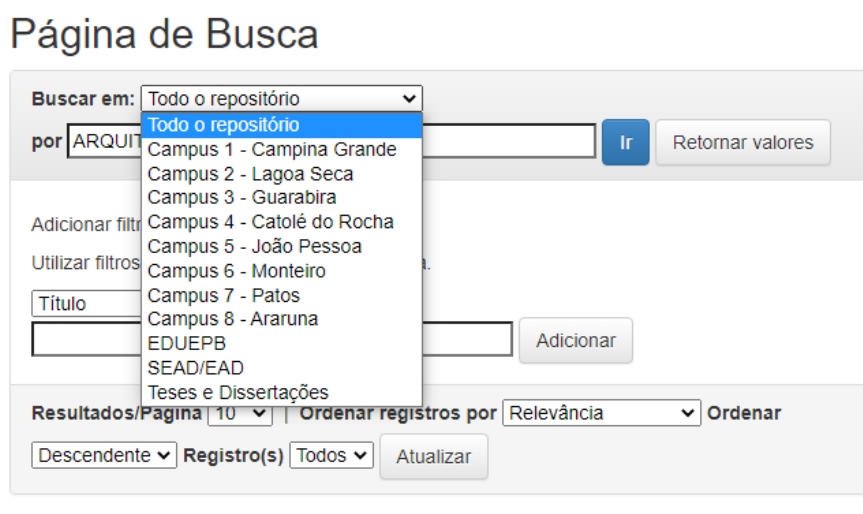 Página de Busca
Buscar em: Todo o repositório
Todo o repositório
por ARQUIT Ir Retornar valores
Campus 1 - Campina Grande
Campus 2 - Lagoa Seca
Campus 3 - Guarabira
Campus 4 - Catolé do Rocha
Campus 5 - João Pessoa
Campus 6 - Monteiro
Campus 7 - Patos
Campus 8 - Araruna
EDUEPB
SEAD/EAD
Teses e Dissertações
Adicionar filtr
Utilizar filtros
Título
Adicionar
Resultados/Página 10 | Ordenar registros por Relevância Ordenar
Descendente Registro(s) Todos Atualizar